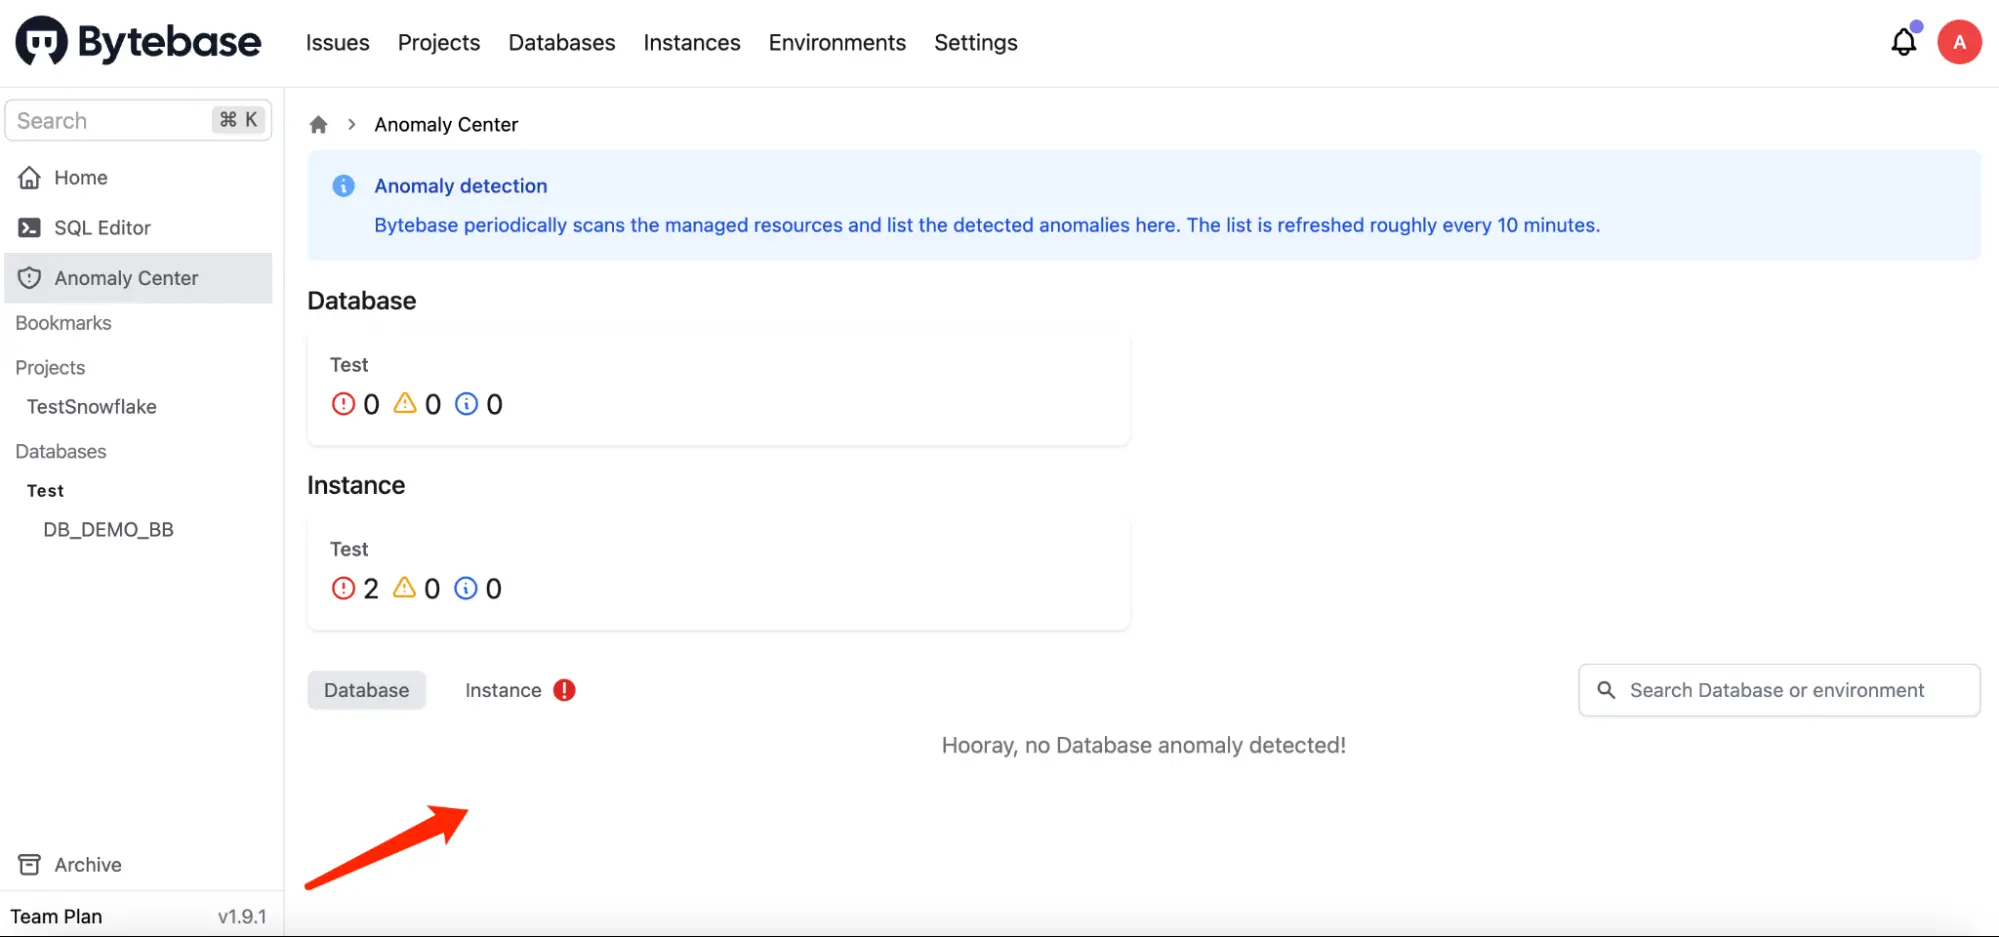 Bytebase Issues Projects Databases Instances Environments Settings A
Search ⌘ K
Home
SQL Editor
Anomaly Center
Bookmarks
Projects
TestSnowflake
Databases
Test
DB_DEMO_BB
Archive
Team Plan v1.9.1
Anomaly Center
Anomaly detection
Bytebase periodically scans the managed resources and list the detected anomalies here. The list is refreshed roughly every 10 minutes.
Database
Test
0 0 0
Instance
Test
2 0 0
Database Instance Search Database or environment
Hooray, no Database anomaly detected!